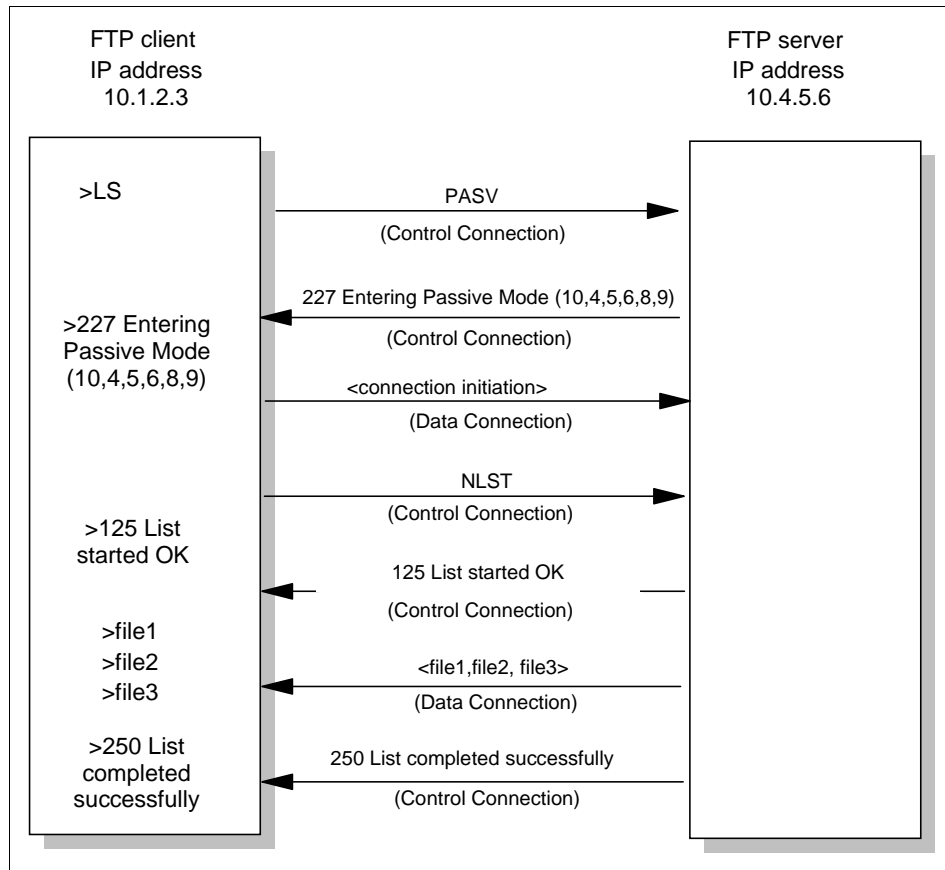 FTP client
IP address
10.1.2.3
FTP server
IP address
10.4.5.6
>LS
PASV
(Control Connection)
227 Entering Passive Mode (10,4,5,6,8,9)
(Control Connection)
>227 Entering
Passive Mode
(10,4,5,6,8,9)
<connection initiation>
(Data Connection)
NLST
(Control Connection)
>125 List
started OK
125 List started OK
(Control Connection)
>file1
>file2
>file3
<file1,file2, file3>
(Data Connection)
>250 List
completed
successfully
250 List completed successfully
(Control Connection)